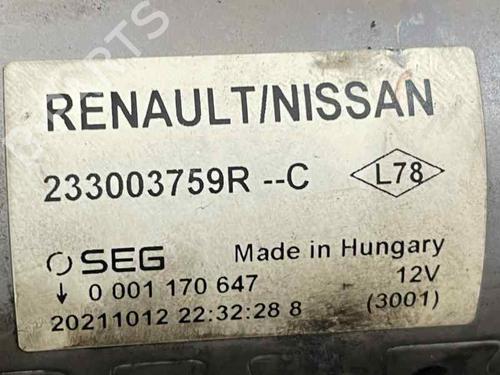 RENAULT/NISSAN
233003759R --C
L78
SEG Made in Hungary
0 001 170 647 12V
20211012 22:32:28 8 (3001)